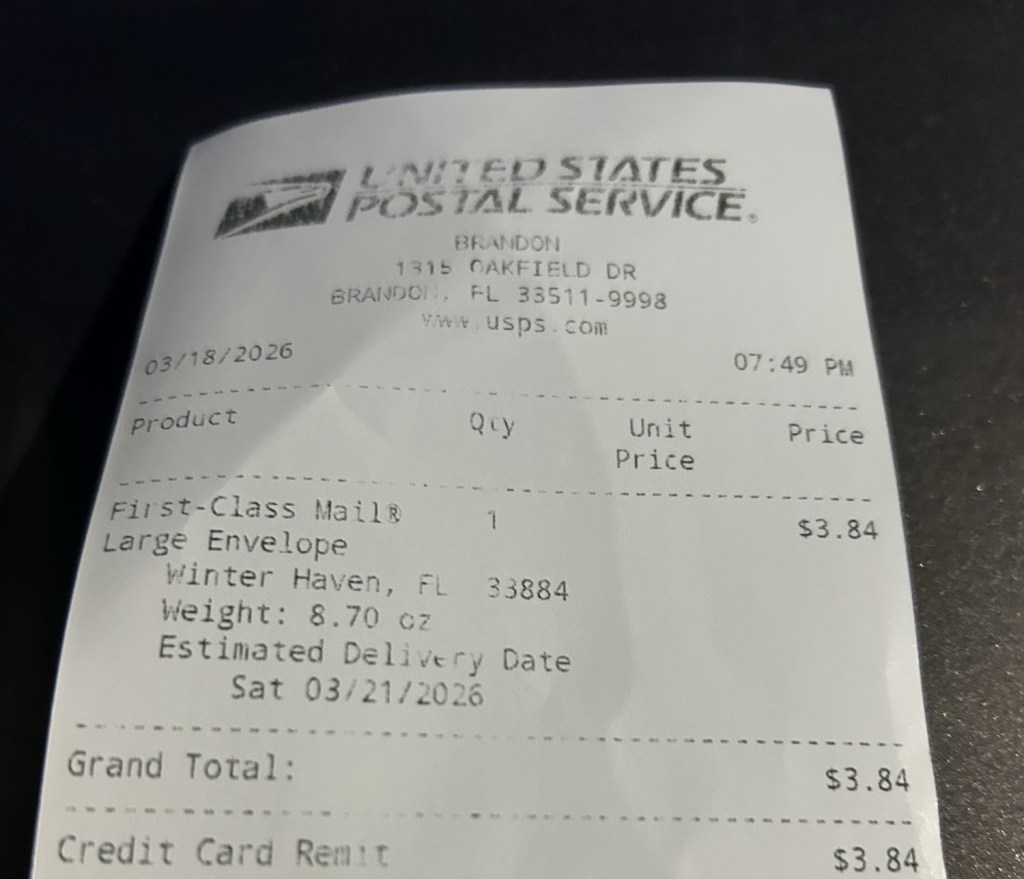 UNITED STATES
POSTAL SERVICE®
BRANDON
1315 OAKFIELD DR
BRANDON, FL 33511-9998
www.usps.com
03/18/2026 07:49 PM
Product Qty Unit Price
Price
First-Class Mail® 1 $3.84
Large Envelope
Winter Haven, FL 33884
Weight: 8.70 oz
Estimated Delivery Date
Sat 03/21/2026
Grand Total: $3.84
Credit Card Remit $3.84